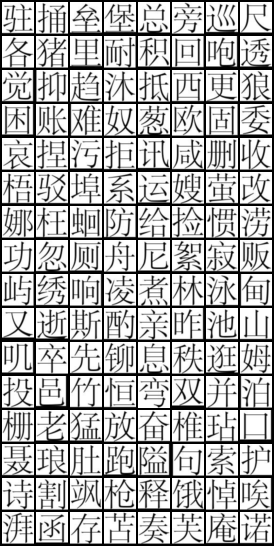 驻捅垒堡总旁巡尺
各猪里耐积回咆透
觉抑趋沐抵西更狼
困账难奴葱欧固委
哀捏污拒讯咸删收
梧驳埠系运嫂萤改
娜枉蛔防给捡惯涝
功忽厕舟尼絮寂贩
屿绣响凌煮林泳甸
又逝斯酌亲昨池山
叽卒先铆息秩逛姆
投邑竹恒弯双并泊
栅老猛放奋椎玷口
聂琅肚跑隘句索护
诗割飒枪释饿悼唉
湃函存苫奏芙庵诺